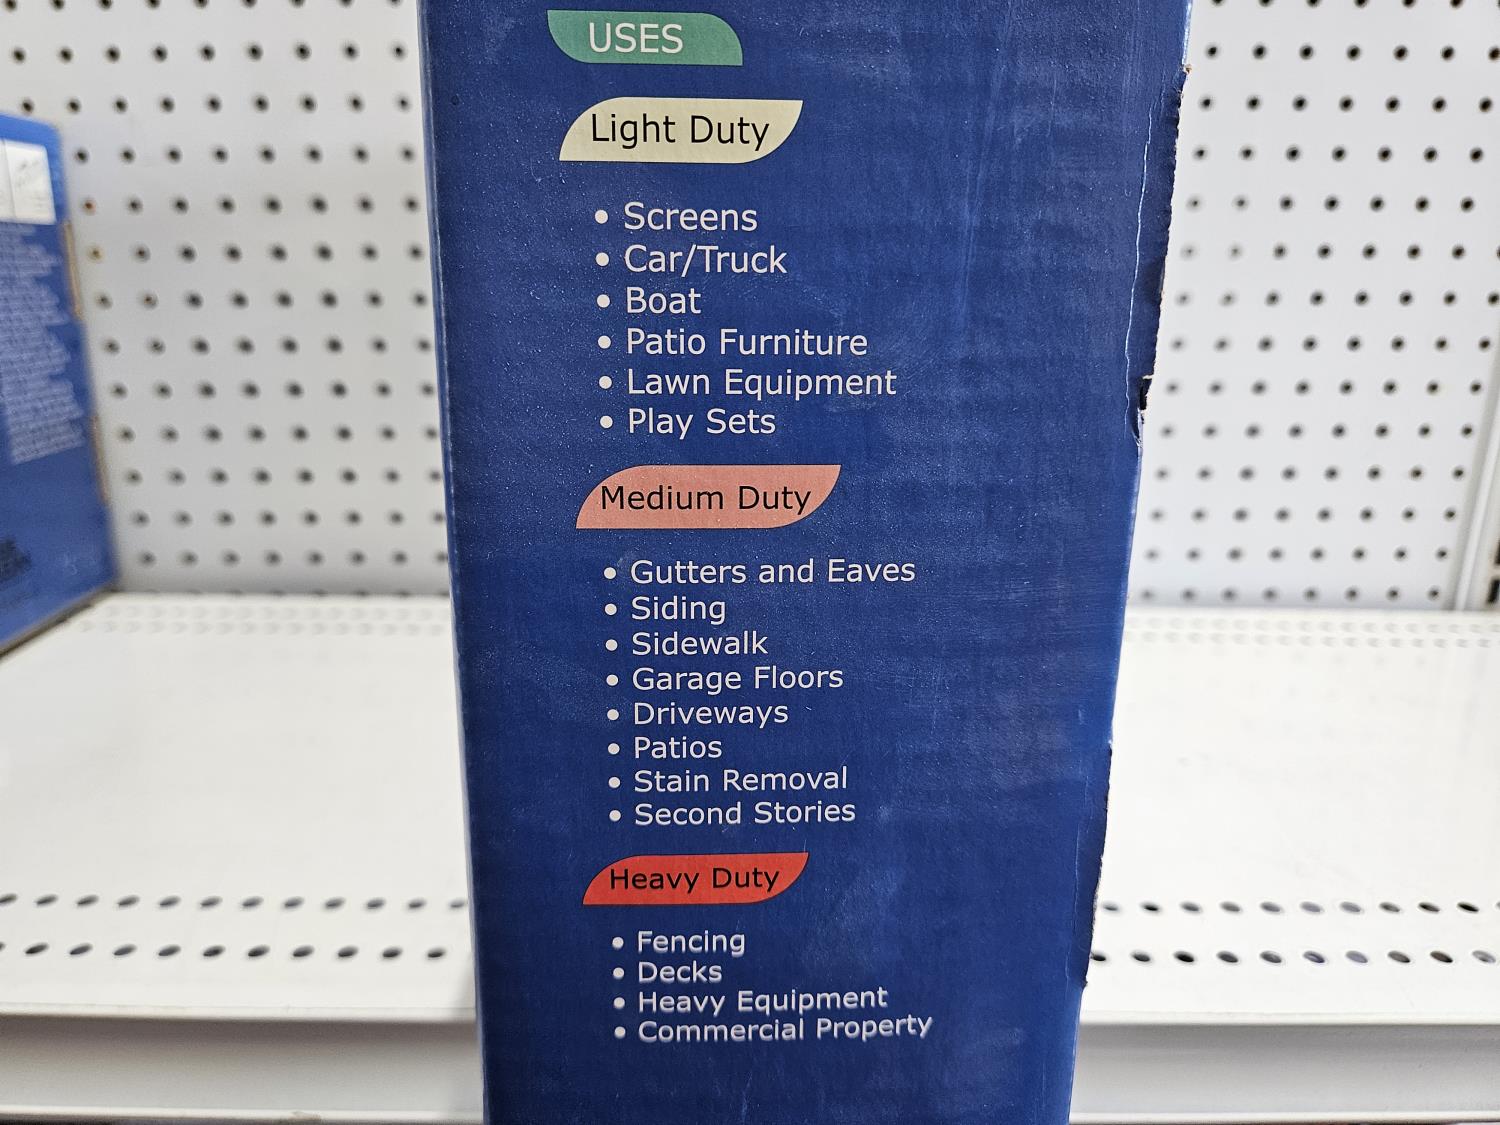 USES
Light Duty
• Screens
• Car/Truck
• Boat
• Patio Furniture
• Lawn Equipment
• Play Sets
Medium Duty
• Gutters and Eaves
• Siding
• Sidewalk
• Garage Floors
• Driveways
• Patios
• Stain Removal
• Second Stories
Heavy Duty
• Fencing
• Decks
• Heavy Equipment
• Commercial Property